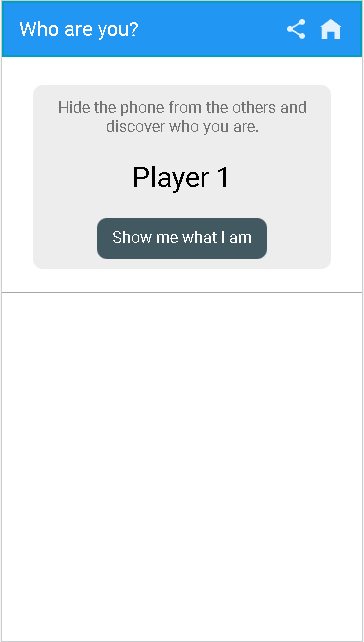 Who are you?
Hide the phone from the others and
discover who you are.
Player 1
Show me what I am